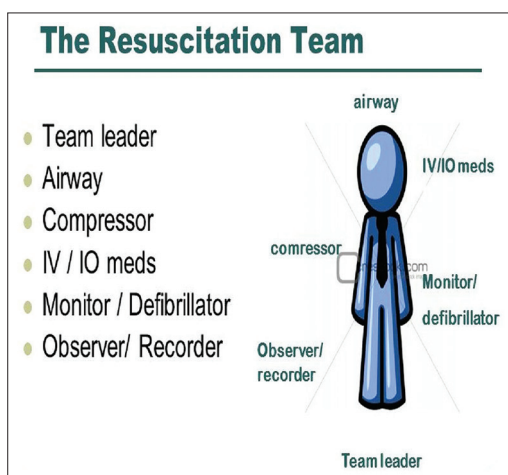 The Resuscitation Team
Team leader
Airway
Compressor
IV / IO meds
Monitor / Defibrillator
Observer/ Recorder
airway
IV/IO meds
comressor
Monitor/
defibrillator
Observer/
recorder
Team leader